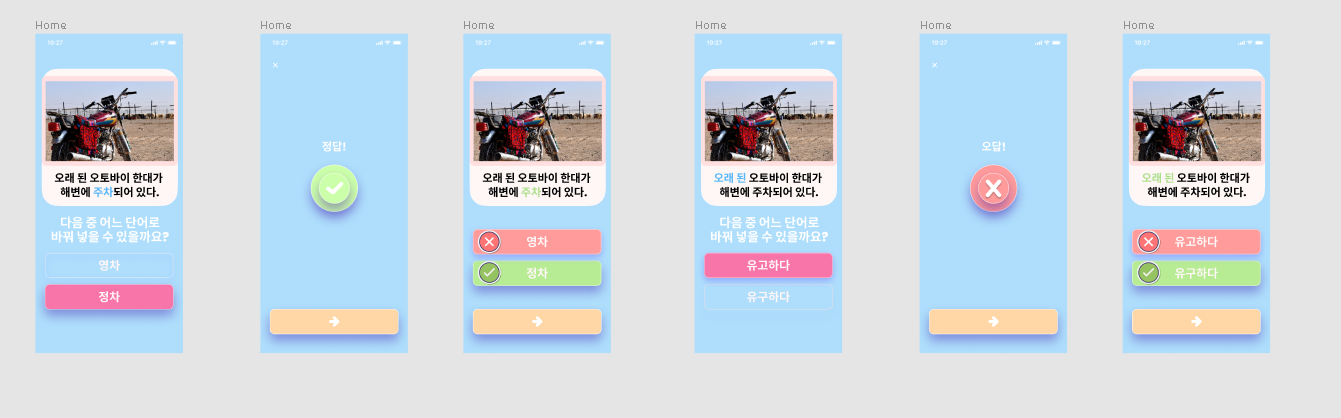 Home
19:27
오래 된 오토바이 한대가
해변에 주차되어 있다.
다음 중 어느 단어로
바꿔 넣을 수 있을까요?
영차
정차
Home
19:27
정답!
Home
19:27
오래 된 오토바이 한대가
해변에 주차되어 있다.
영차
정차
Home
19:27
오래 된 오토바이 한대가
해변에 주차되어 있다.
다음 중 어느 단어로
바꿔 넣을 수 있을까요?
유고하다
유구하다
Home
19:27
오답!
Home
19:27
오래 된 오토바이 한대가
해변에 주차되어 있다.
유고하다
유구하다